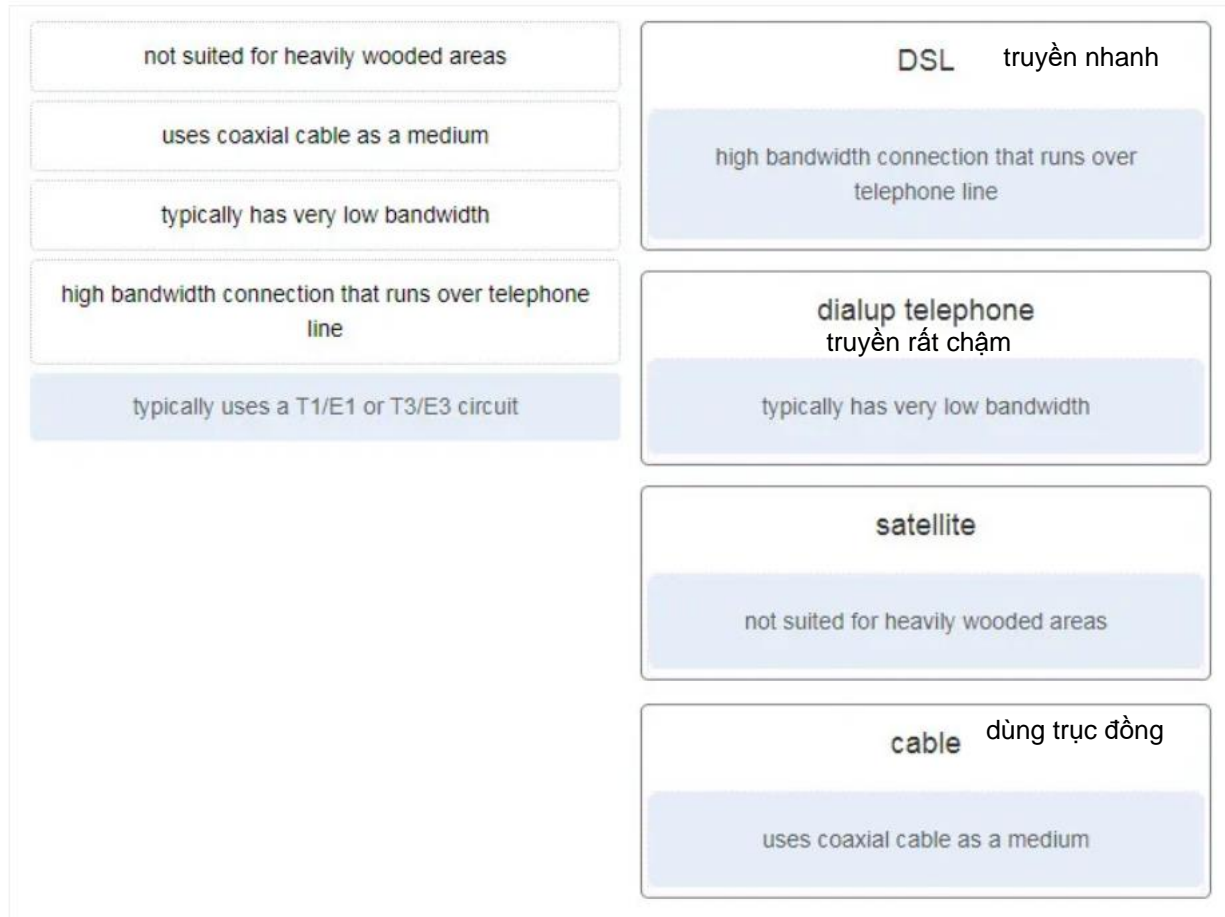 not suited for heavily wooded areas
uses coaxial cable as a medium
typically has very low bandwidth
high bandwidth connection that runs over telephone
line
typically uses a T1/E1 or T3/E3 circuit
DSL truyền nhanh
high bandwidth connection that runs over
telephone line
dialup telephone
truyền rất chậm
typically has very low bandwidth
satellite
not suited for heavily wooded areas
cable dùng trục đồng
uses coaxial cable as a medium